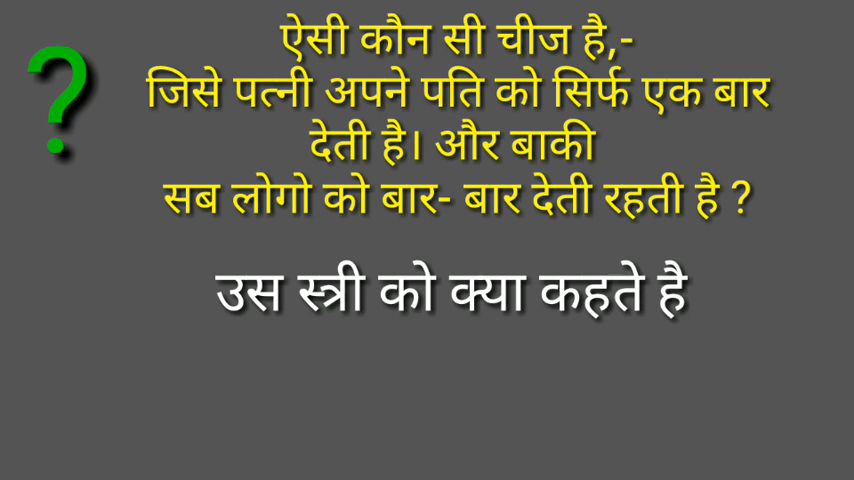 ?
ऐसी कौन सी चीज है,-
जिसे पत्नी अपने पति को सिर्फ एक बार
देती है। और बाकी
सब लोगो को बार- बार देती रहती है ?
उस स्त्री को क्या कहते है